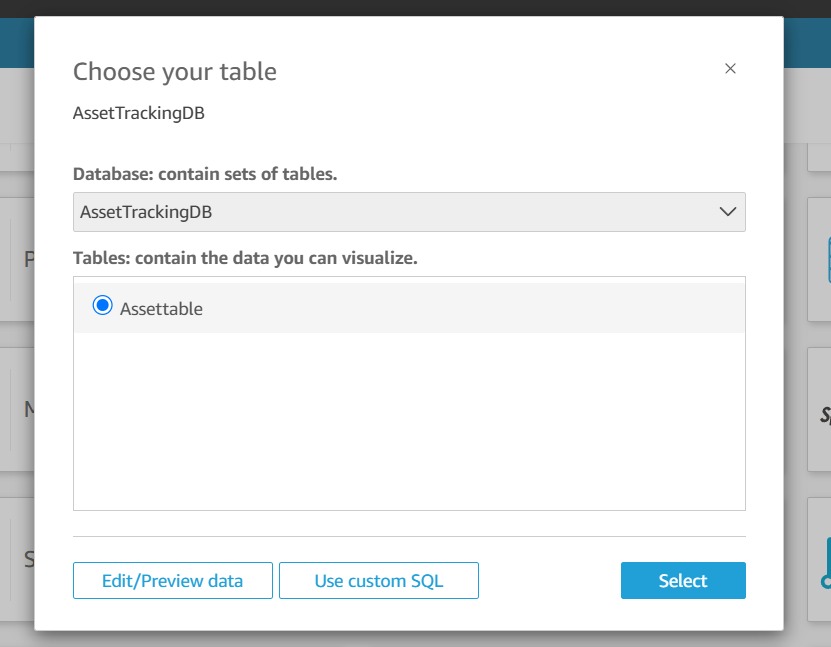 Choose your table
AssetTrackingDB
Database: contain sets of tables.
AssetTrackingDB
Tables: contain the data you can visualize.
Assettable
Edit/Preview data
Use custom SQL
Select